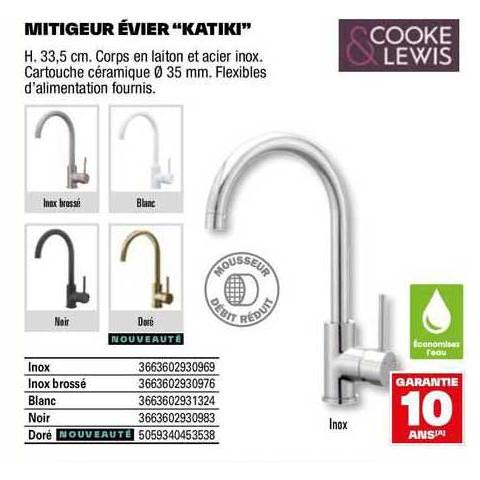 MITIGEUR ÉVIER “KATIKI”
H. 33,5 cm. Corps en laiton et acier inox.
Cartouche céramique Ø 35 mm. Flexibles
d’alimentation fournis.
COOKE
& LEWIS
Inox brossé
Blanc
Noir
Doré
NOUVEAUTÉ
MOUSSEUR
DÉBIT RÉDUIT
Inox
Économisez
l'eau
GARANTIE
10
ANS(A)
Inox 3663602930969
Inox brossé 3663602930976
Blanc 3663602931324
Noir 3663602930983
Doré NOUVEAUTÉ 5059340453538